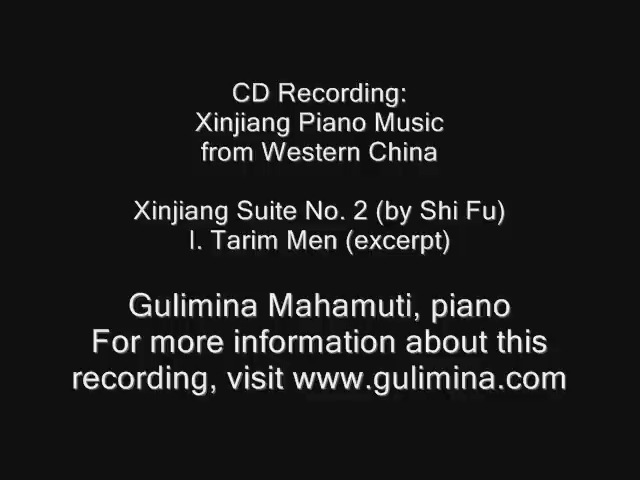 CD Recording:
Xinjiang Piano Music
from Western China
Xinjiang Suite No. 2 (by Shi Fu)
I. Tarim Men (excerpt)
Gulimina Mahamuti, piano
For more information about this
recording, visit www.gulimina.com